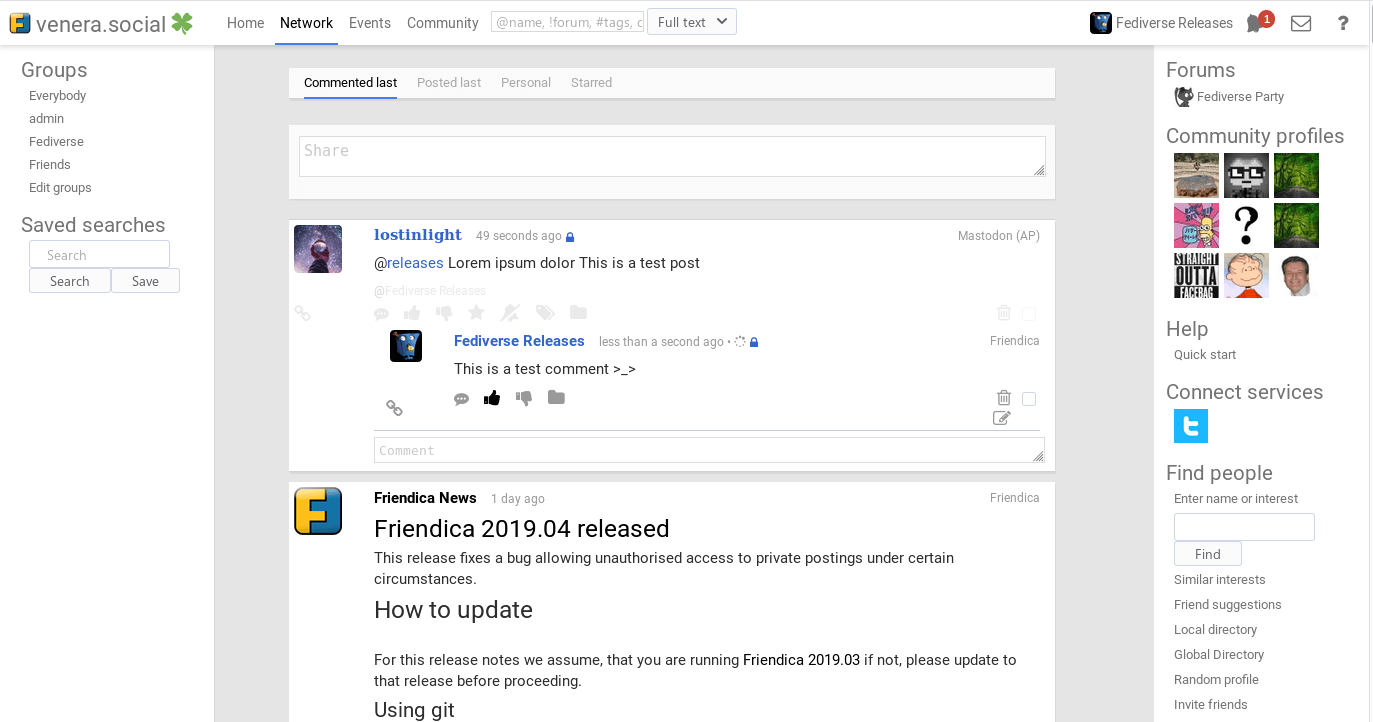 venera.social
Home Network Events Community @name, !forum, #tags, c Full text
Fediverse Releases 1 ?
Groups
Everybody
admin
Fediverse
Friends
Edit groups
Saved searches
Search
Search Save
Commented last Posted last Personal Starred
Share
lostinlight 49 seconds ago Mastodon (AP)
@releases Lorem ipsum dolor This is a test post
@Fediverse Releases
Fediverse Releases less than a second ago • Friendica
This is a test comment >_>
Comment
F
Friendica News 1 day ago Friendica
Friendica 2019.04 released
This release fixes a bug allowing unauthorised access to private postings under certain
circumstances.
How to update
For this release notes we assume, that you are running Friendica 2019.03 if not, please update to
that release before proceeding.
Using git
Forums
Fediverse Party
Community profiles
?
STRAIGHT
OUTTA
FACEBAG
Help
Quick start
Connect services
Find people
Enter name or interest
Find
Similar interests
Friend suggestions
Local directory
Global Directory
Random profile
Invite friends